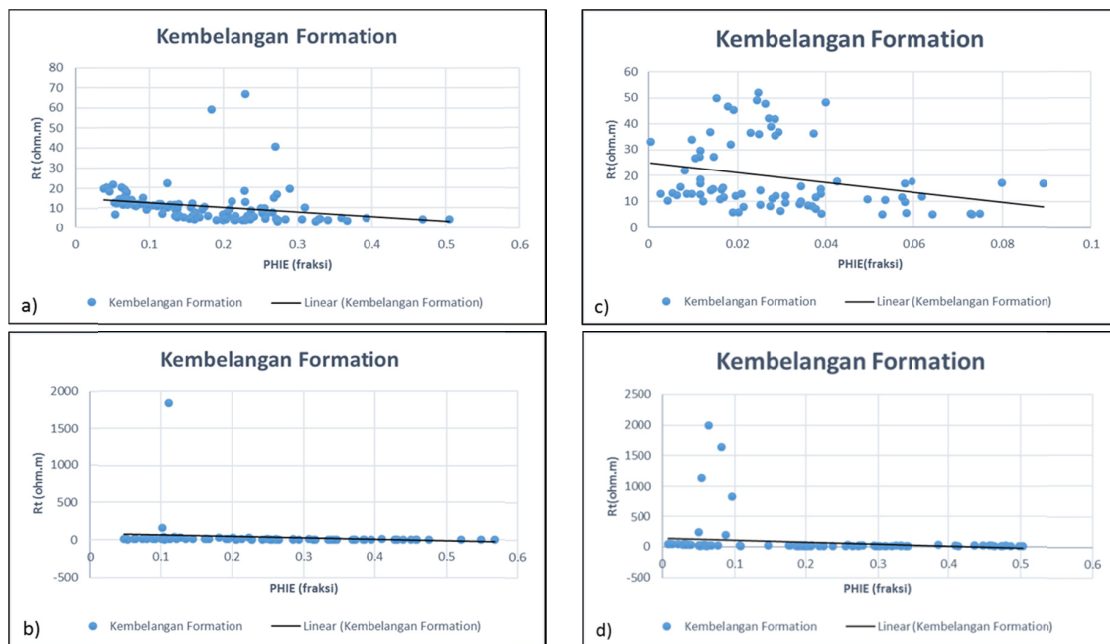 Kembelangan Formation
Rt (ohm.m)
80
70
60
50
40
30
20
10
0
0
0.1
0.2
0.3
0.4
0.5
0.6
PHIE (fraksi)
Kembelangan Formation
Linear (Kembelangan Formation)
a)
Kembelangan Formation
Rt (ohm.m)
60
50
40
30
20
10
0
0
0.02
0.04
0.06
0.08
0.1
PHIE(fraksi)
Kembelangan Formation
Linear (Kembelangan Formation)
c)
Kembelangan Formation
Rt (ohm.m)
2000
1500
1000
500
0
-500
0
0.1
0.2
0.3
0.4
0.5
0.6
PHIE (fraksi)
Kembelangan Formation
Linear (Kembelangan Formation)
b)
Kembelangan Formation
Rt(ohm.m)
2500
2000
1500
1000
500
0
-500
0
0.1
0.2
0.3
0.4
0.5
0.6
PHIE (fraksi)
Kembelangan Formation
Linear (Kembelangan Formation)
d)